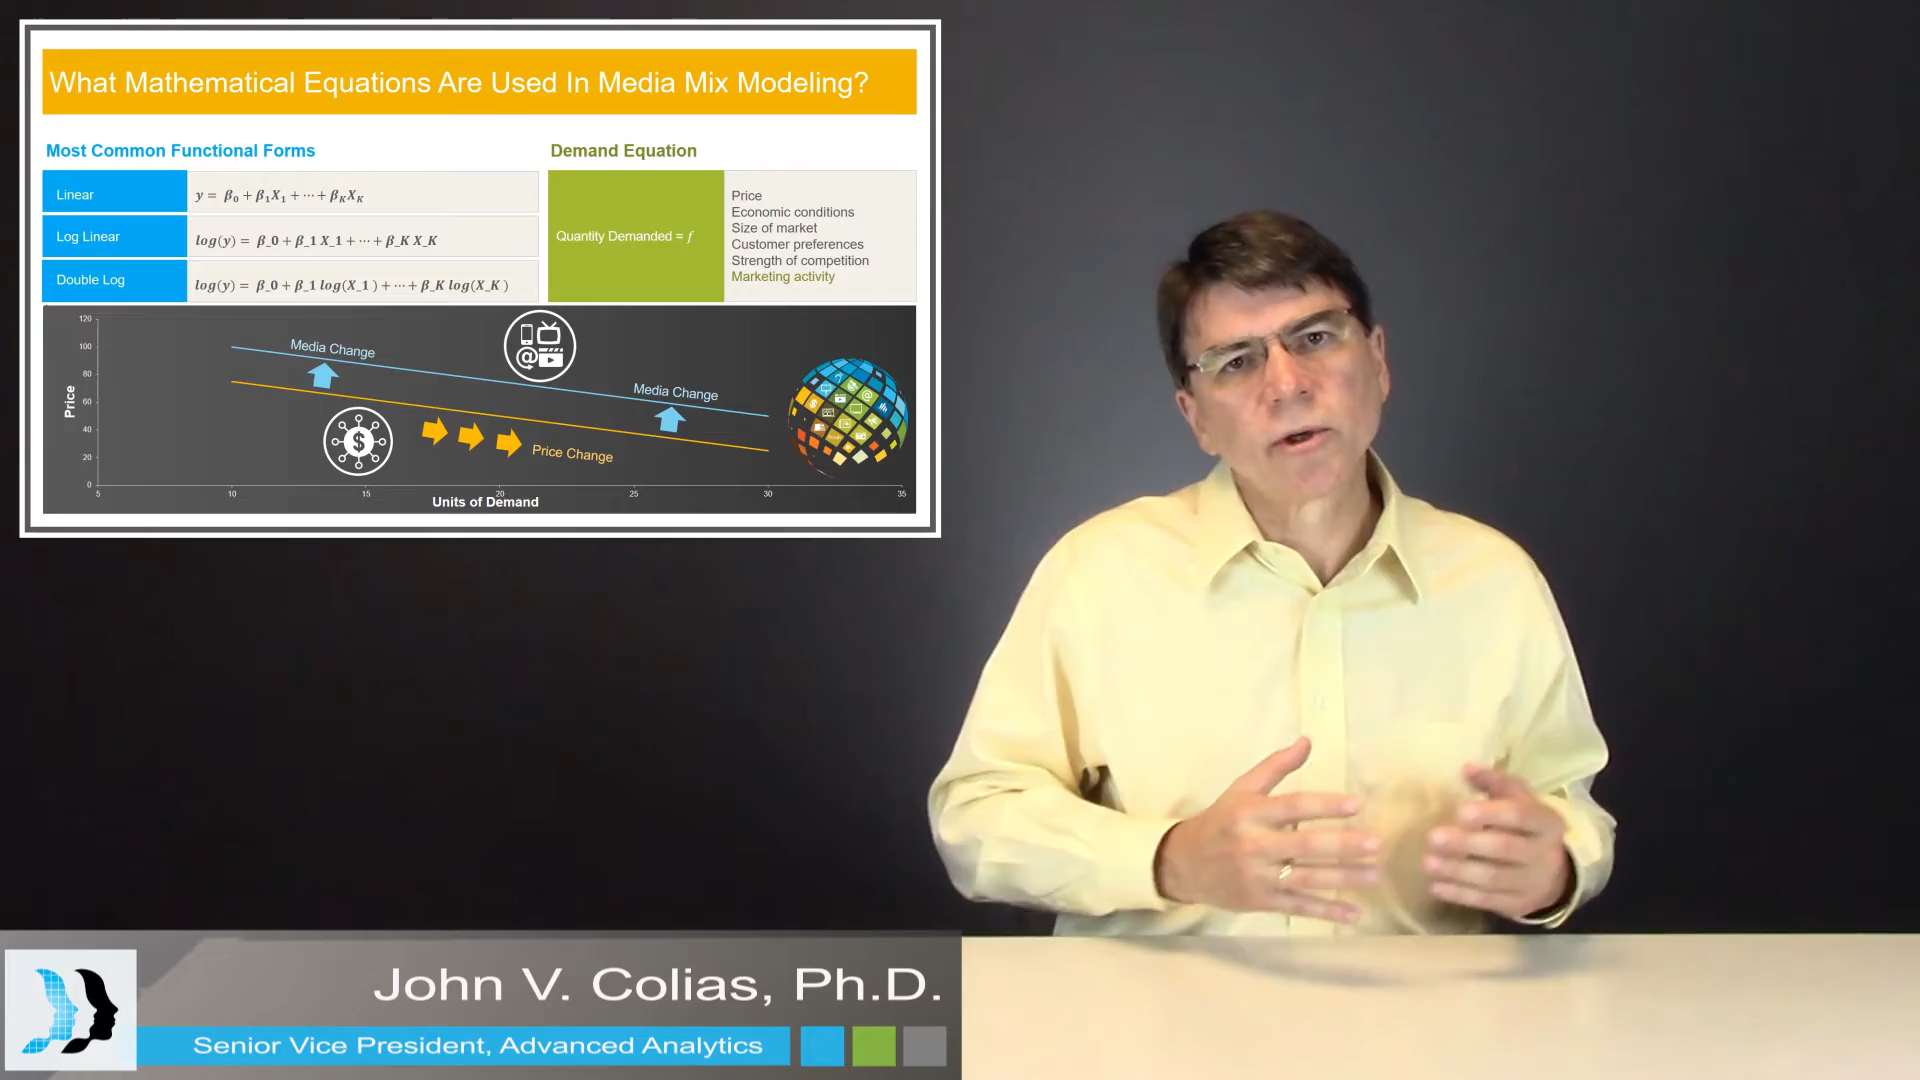 What Mathematical Equations Are Used In Media Mix Modeling?
Most Common Functional Forms
Linear
y = β₀ + β₁X₁ + ⋯ + β_K X_K
Log Linear
log(y) = β_0 + β_1 X_1 + ⋯ + β_K X_K
Double Log
log(y) = β_0 + β_1 log(X_1 ) + ⋯ + β_K log(X_K )
Demand Equation
Quantity Demanded = f
Price
Economic conditions
Size of market
Customer preferences
Strength of competition
Marketing activity
120
100
80
60
40
20
0
Price
Media Change
Media Change
$
@
Price Change
5
10
15
20
25
30
35
Units of Demand
John V. Colias, Ph.D.
Senior Vice President, Advanced Analytics